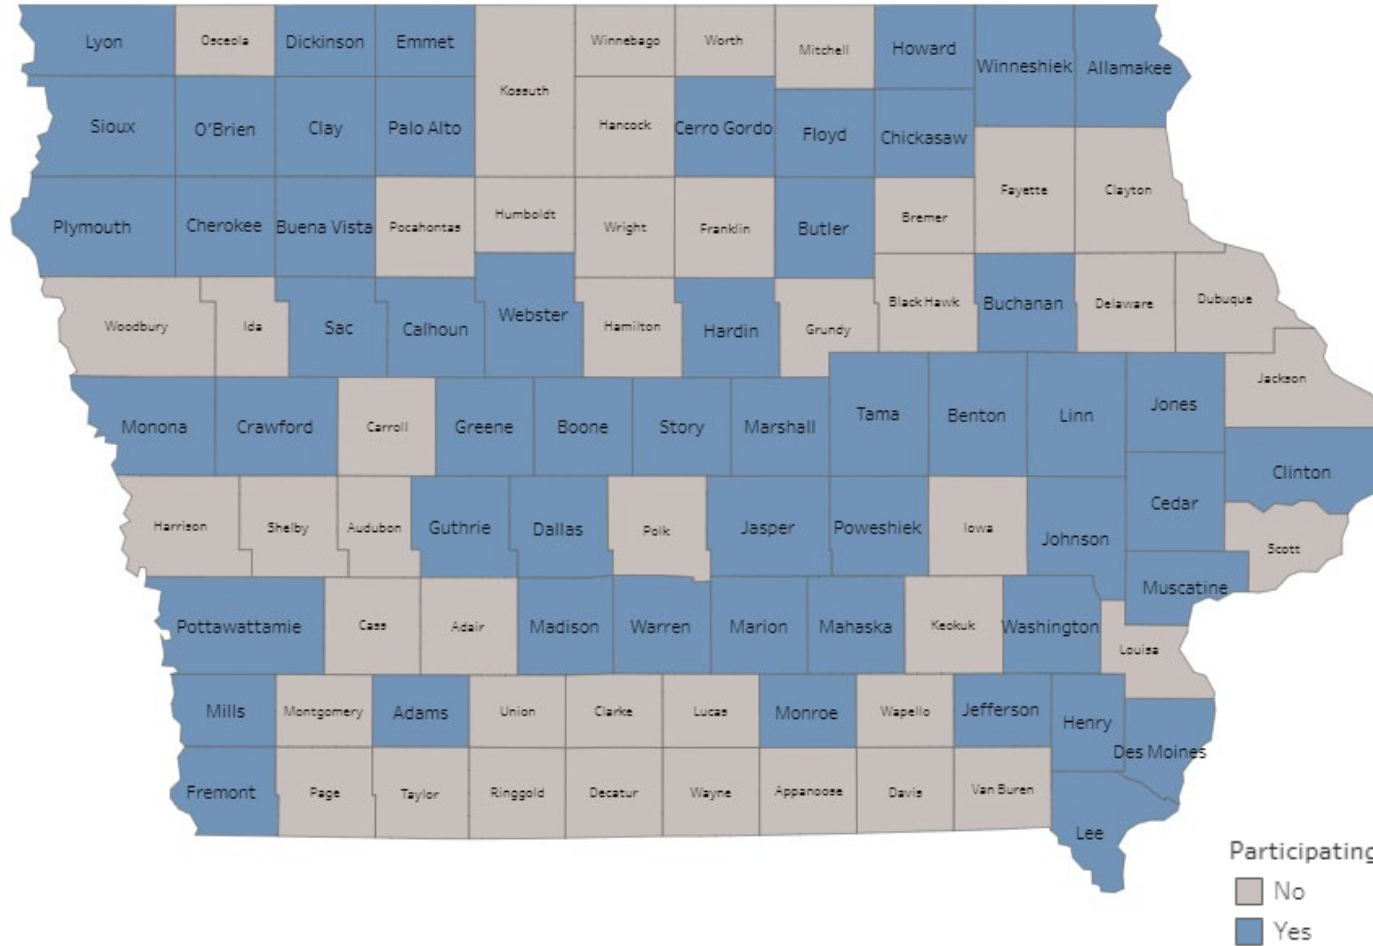 Lyon
Osceola
Dickinson
Emmet
Kossuth
Winnebago
Worth
Mitchell
Howard
Winneshiek
Allamakee
Sioux
O'Brien
Clay
Palo Alto
Hancock
Cerro Gordo
Floyd
Chickasaw
Fayette
Clayton
Plymouth
Cherokee
Buena Vista
Pocahontas
Humboldt
Wright
Franklin
Butler
Bremer
Woodbury
Ida
Sac
Calhoun
Webster
Hamilton
Hardin
Grundy
Black Hawk
Buchanan
Delaware
Dubuque
Jackson
Monona
Crawford
Carroll
Greene
Boone
Story
Marshall
Tama
Benton
Linn
Jones
Clinton
Harrison
Shelby
Audubon
Guthrie
Dallas
Polk
Jasper
Poweshiek
Iowa
Johnson
Cedar
Scott
Muscatine
Pottawattamie
Cass
Adair
Madison
Warren
Marion
Mahaska
Keokuk
Washington
Louisa
Mills
Montgomery
Adams
Union
Clarke
Lucas
Monroe
Wapello
Jefferson
Henry
Des Moines
Fremont
Page
Taylor
Ringgold
Decatur
Wayne
Appanoose
Davis
Van Buren
Lee
Participating
No
Yes